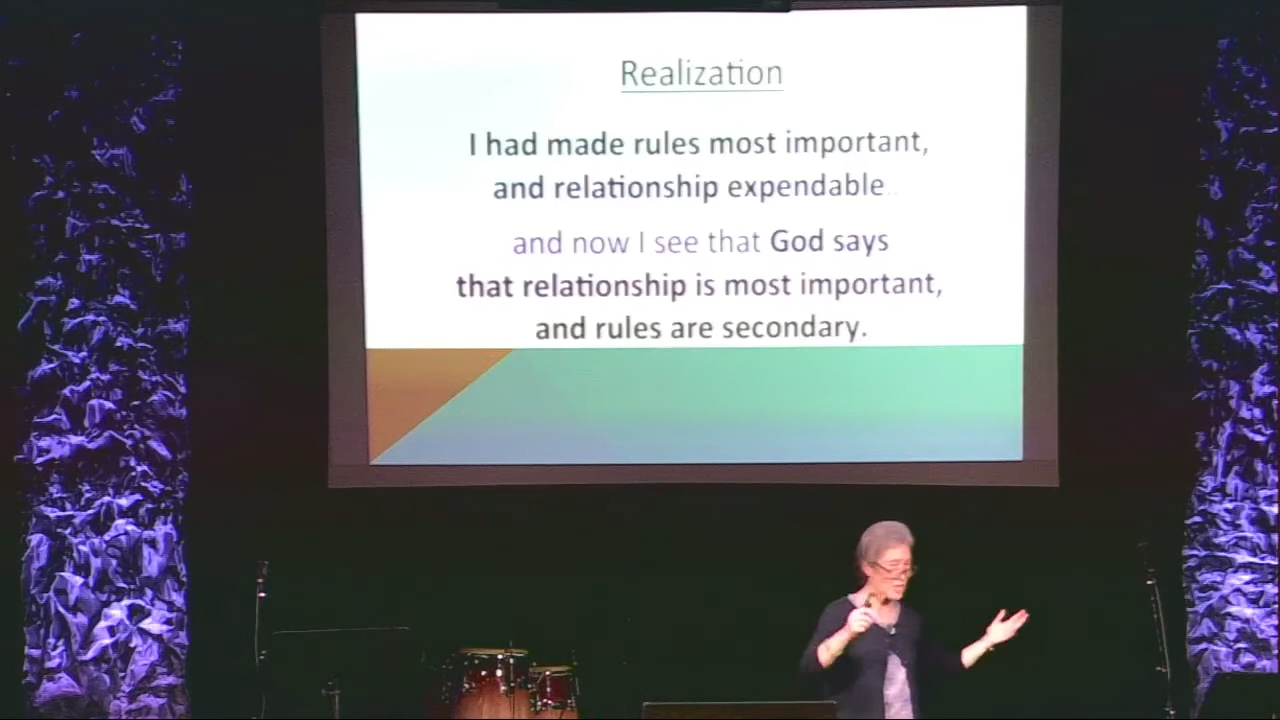 Realization
I had made rules most important,
and relationship expendable..
and now I see that God says
that relationship is most important,
and rules are secondary.